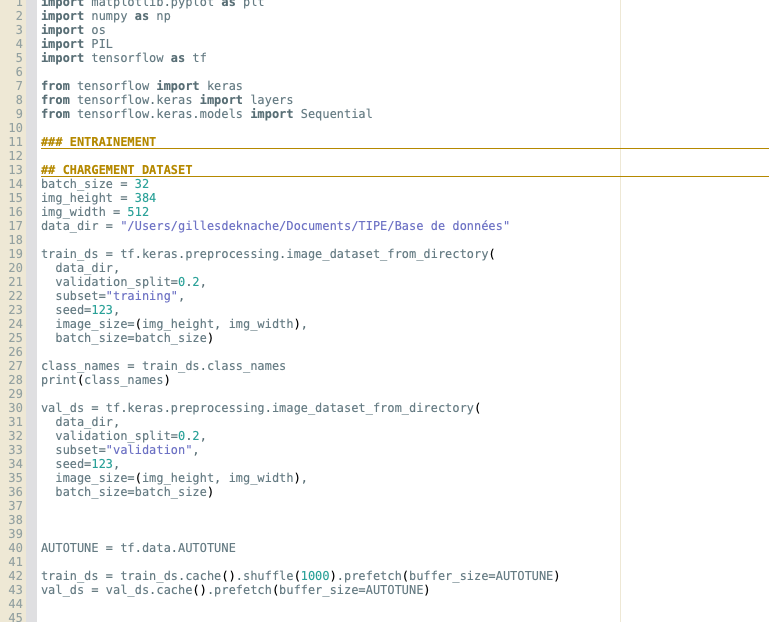 1 import matplotlib.pyplot as plt
2 import numpy as np
3 import os
4 import PIL
5 import tensorflow as tf
6
7 from tensorflow import keras
8 from tensorflow.keras import layers
9 from tensorflow.keras.models import Sequential
10
11 ### ENTRAINEMENT
12
13 ## CHARGEMENT DATASET
14 batch_size = 32
15 img_height = 384
16 img_width = 512
17 data_dir = "/Users/gillesdeknache/Documents/TIPE/Base de données"
18
19 train_ds = tf.keras.preprocessing.image_dataset_from_directory(
20   data_dir,
21   validation_split=0.2,
22   subset="training",
23   seed=123,
24   image_size=(img_height, img_width),
25   batch_size=batch_size)
26
27 class_names = train_ds.class_names
28 print(class_names)
29
30 val_ds = tf.keras.preprocessing.image_dataset_from_directory(
31   data_dir,
32   validation_split=0.2,
33   subset="validation",
34   seed=123,
35   image_size=(img_height, img_width),
36   batch_size=batch_size)
37
38
39
40 AUTOTUNE = tf.data.AUTOTUNE
41
42 train_ds = train_ds.cache().shuffle(1000).prefetch(buffer_size=AUTOTUNE)
43 val_ds = val_ds.cache().prefetch(buffer_size=AUTOTUNE)
44
45